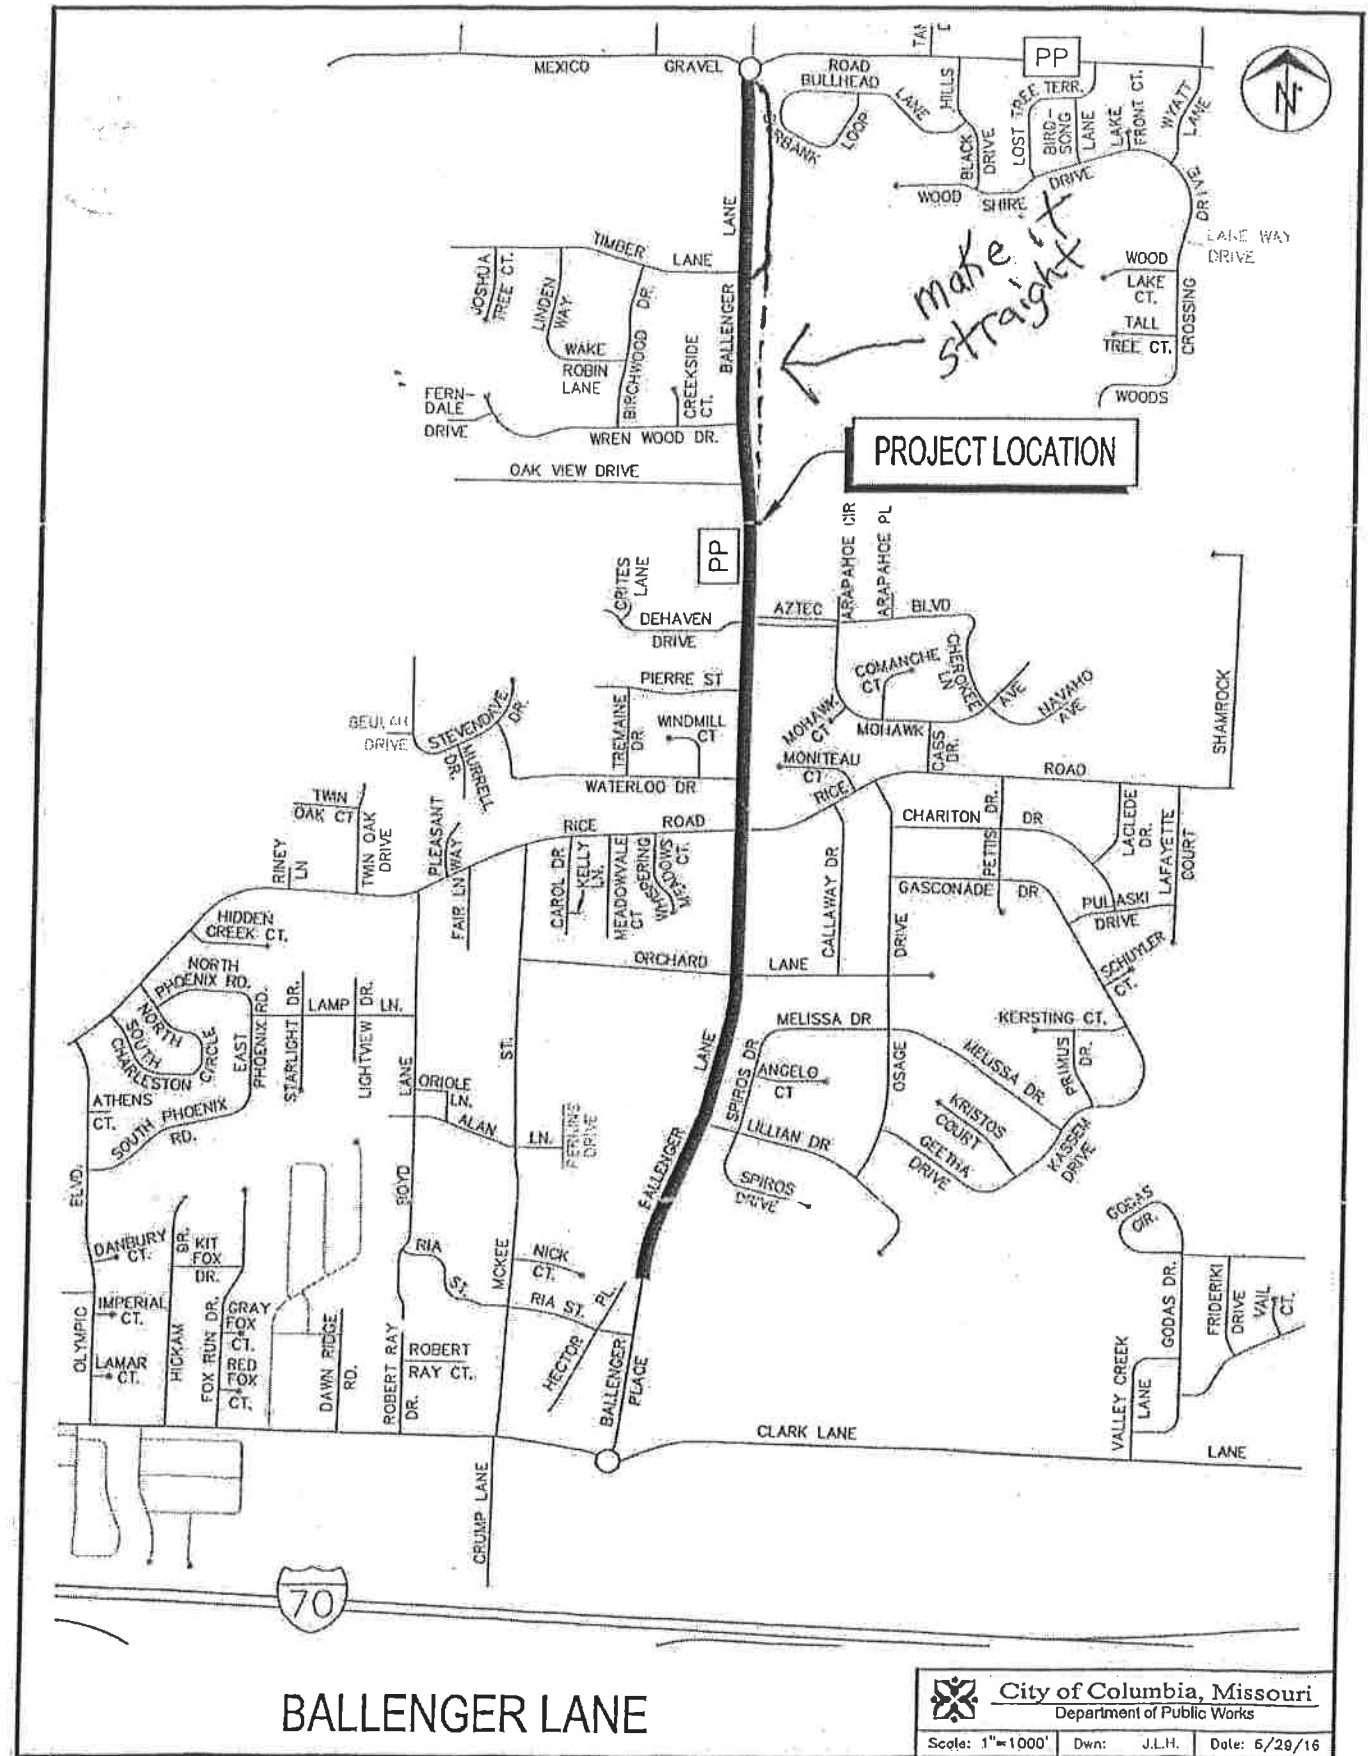 MEXICO GRAVEL ROAD
BULLHEAD LANE
BURBANK LOOP
HILLS
PP
LOST TREE TERR.
BIRD-
SONG
LANE
LAKE
FRONT CT.
WYATT
LANE
BLACK
DRIVE
WOOD SHIRE DRIVE
N
DRIVE
LAKE WAY
DRIVE
WOOD
LAKE
CT.
TALL
TREE CT.
CROSSING
WOODS
make it
straight
PROJECT LOCATION
BALLENGER LANE
TIMBER LANE
JOSHUA
TREE CT.
LINDEN
WAY
WAKE
ROBIN
LANE
BIRCHWOOD DR.
CREEKSIDE
CT.
FERN-
DALE
DRIVE
WREN WOOD DR.
OAK VIEW DRIVE
PP
CRITES
LANE
DEHAVEN
DRIVE
AZTEC BLVD
ARAPAHOE CIR
ARAPAHOE PL
COMANCHE
CT
CHEROKEE
LN
AVE
NAVAHO
AVE
MOHAWK
CT
MOHAWK
CASS
DR.
SHAMROCK
PIERRE ST
TREMAINE
DR.
WINDMILL
CT
BEULAH
DRIVE
STEVENDAVE
DR.
MURRELL
DR.
WATERLOO DR
MONITEAU
CT
RICE ROAD
TWIN
OAK CT
TWIN OAK
DRIVE
PLEASANT
WAY
FAIR LN
RICE ROAD
RINEY
LN
CAROL DR
KELLY
LN.
MEADOWVALE
CT
WHISPERING
MEADOWS
CT.
CALLAWAY DR
CHARITON DR
PETTIS DR.
LACLEDE
DR.
LAFAYETTE
COURT
GASCONADE DR
PULASKI
DRIVE
SCHUYLER
CT.
HIDDEN
CREEK CT.
ORCHARD LANE
OSAGE DRIVE
NORTH
PHOENIX RD.
NORTH
SOUTH
CHARLESTON
CIRCLE
EAST
PHOENIX RD.
STARLIGHT DR.
LAMP LN.
LIGHTVIEW DR.
ATHENS
CT.
SOUTH PHOENIX
RD.
BOYD LANE
ORIOLE
LN.
ALAN LN.
PERKINS
DRIVE
MCKEE ST.
BALLENGER LANE
MELISSA DR
SPIROS DR
ANGELO
CT
LILLIAN DR
SPIROS
DRIVE
MELISSA DR.
KERSTING CT.
PRIMUS
DR.
KRISTOS
COURT
GEETHA
DRIVE
KASSEM
DRIVE
OLYMPIC BLVD.
DANBURY
CT.
IMPERIAL
CT.
LAMAR
CT.
HICKAM DR.
KIT
FOX
DR.
FOX RUN DR.
GRAY
FOX
CT.
RED
FOX
CT.
DAWN RIDGE
RD.
ROBERT RAY
DR.
ROBERT
RAY CT.
RIA ST.
NICK
CT.
RIA ST.
HECTOR PL.
BALLENGER
PLACE
GODAS
CIR.
GODAS DR.
FRIDERIKI
DRIVE
VAIL
CT.
VALLEY CREEK
LANE
CLARK LANE
LANE
CRUMP LANE
70
BALLENGER LANE
City of Columbia, Missouri
Department of Public Works
Scale: 1"=1000' Dwn: J.L.H. Date: 6/29/16